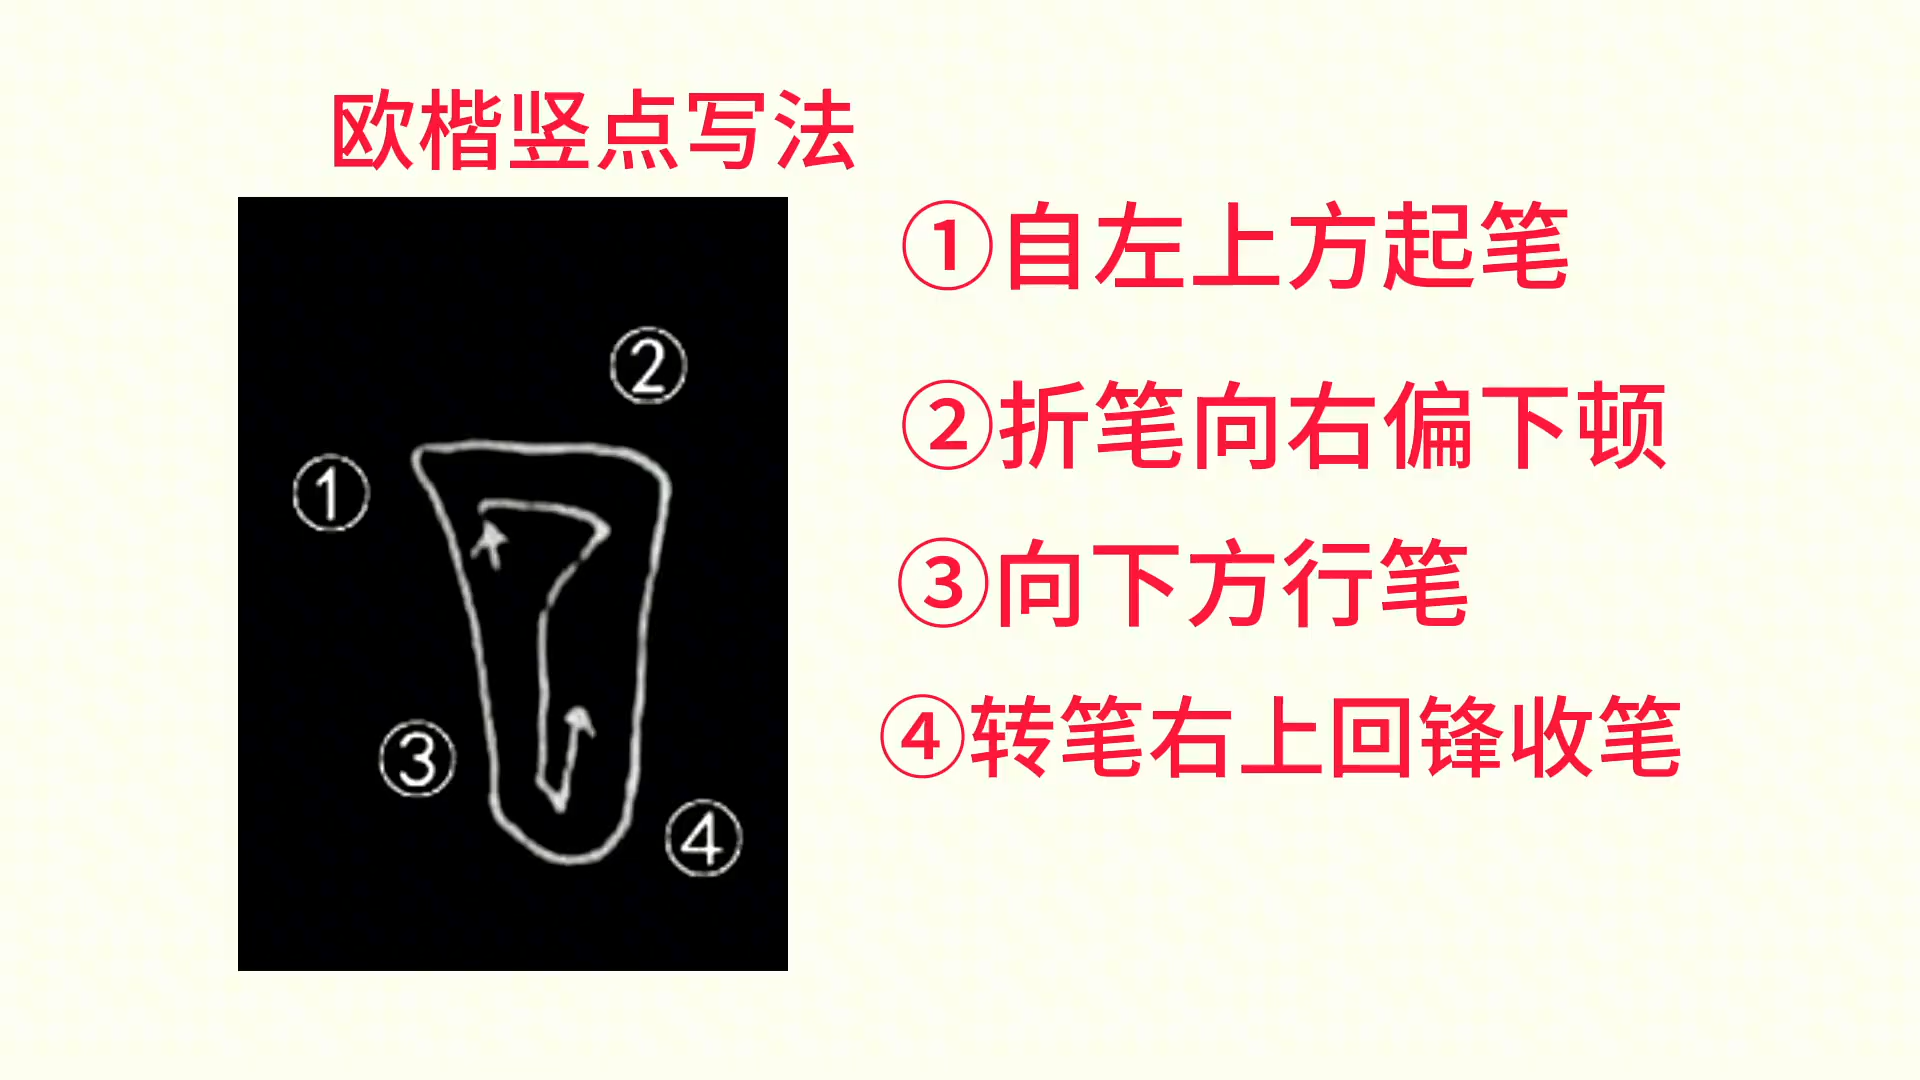 欧楷竖点写法
①自左上方起笔
②折笔向右偏下顿
③向下方行笔
④转笔右上回锋收笔
①
②
③
④